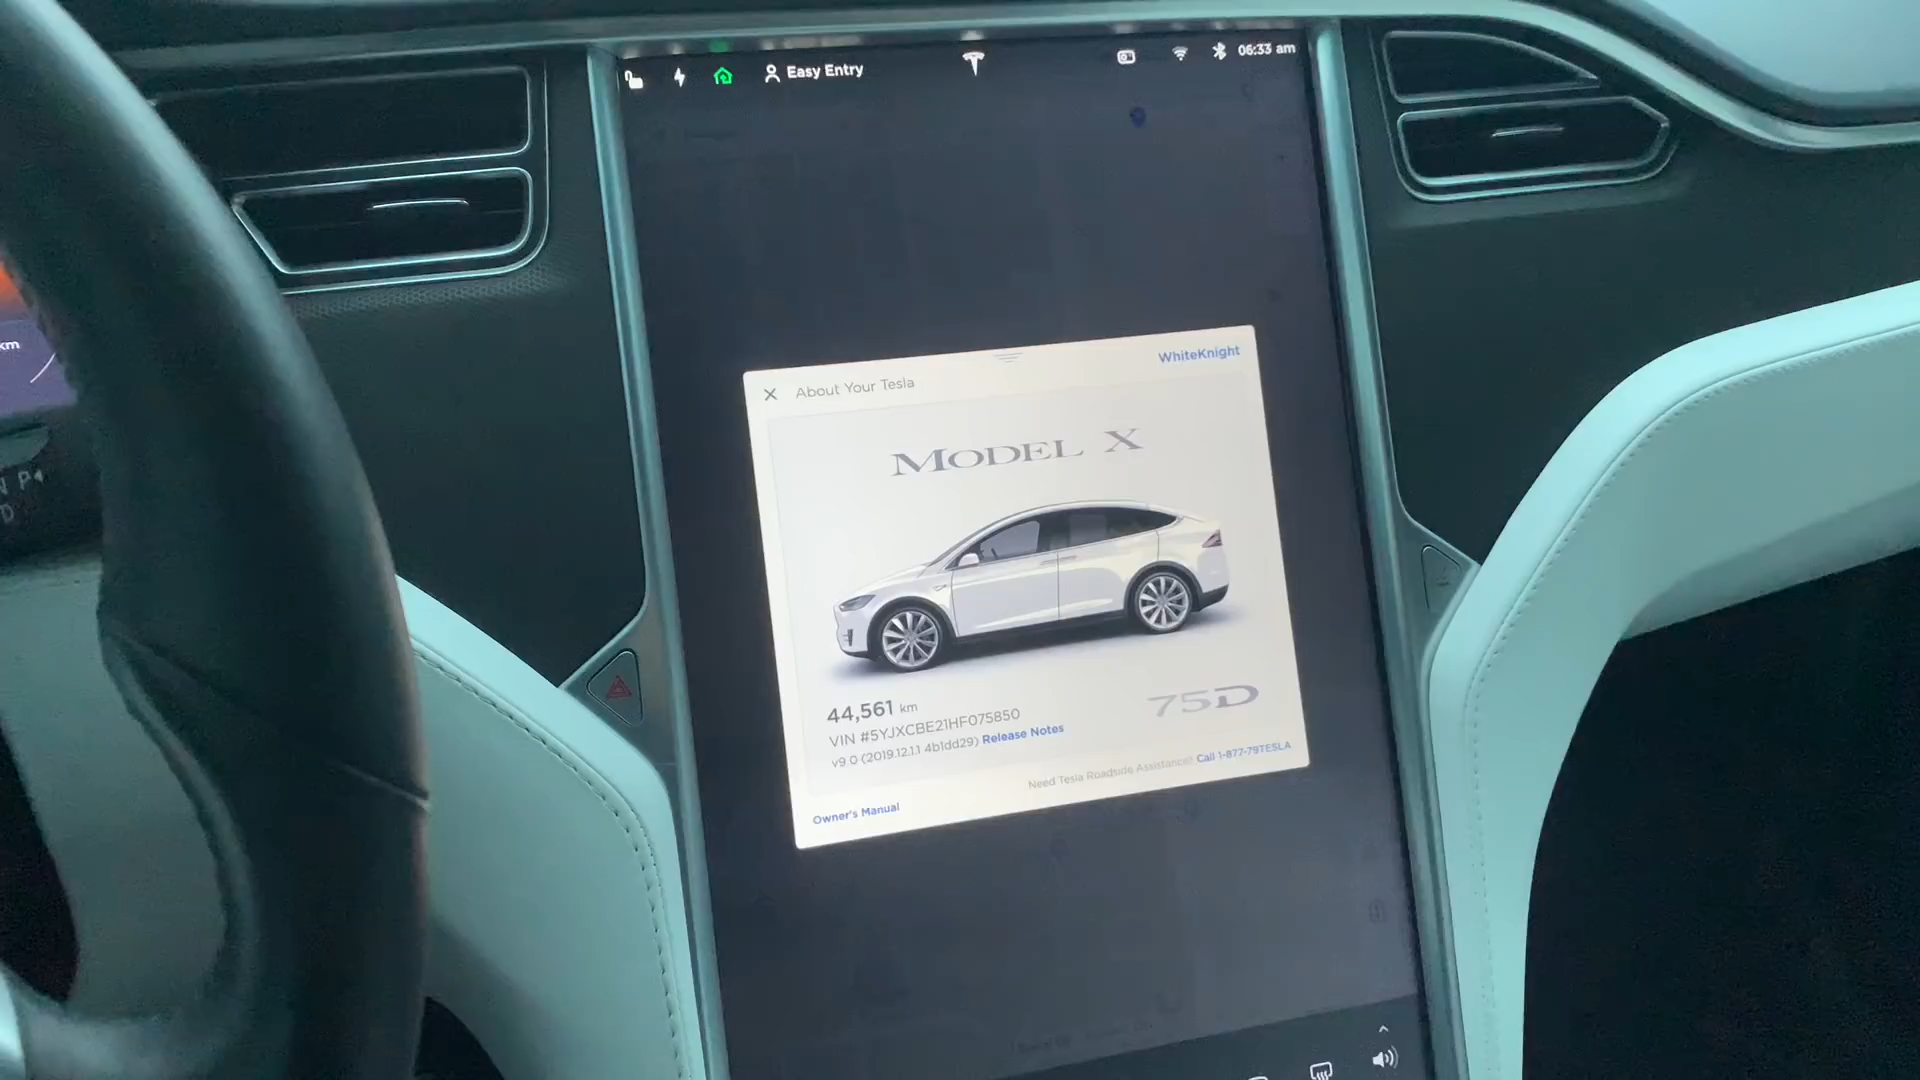 Easy Entry
06:33 am
km
N P
D
WhiteKnight
About Your Tesla
MODEL X
44,561 km
75D
VIN #5YJXCBE21HF075850
v9.0 (2019.12.1.1 4b1dd29) Release Notes
Need Tesla Roadside Assistance? Call 1-877-79TESLA
Owner's Manual